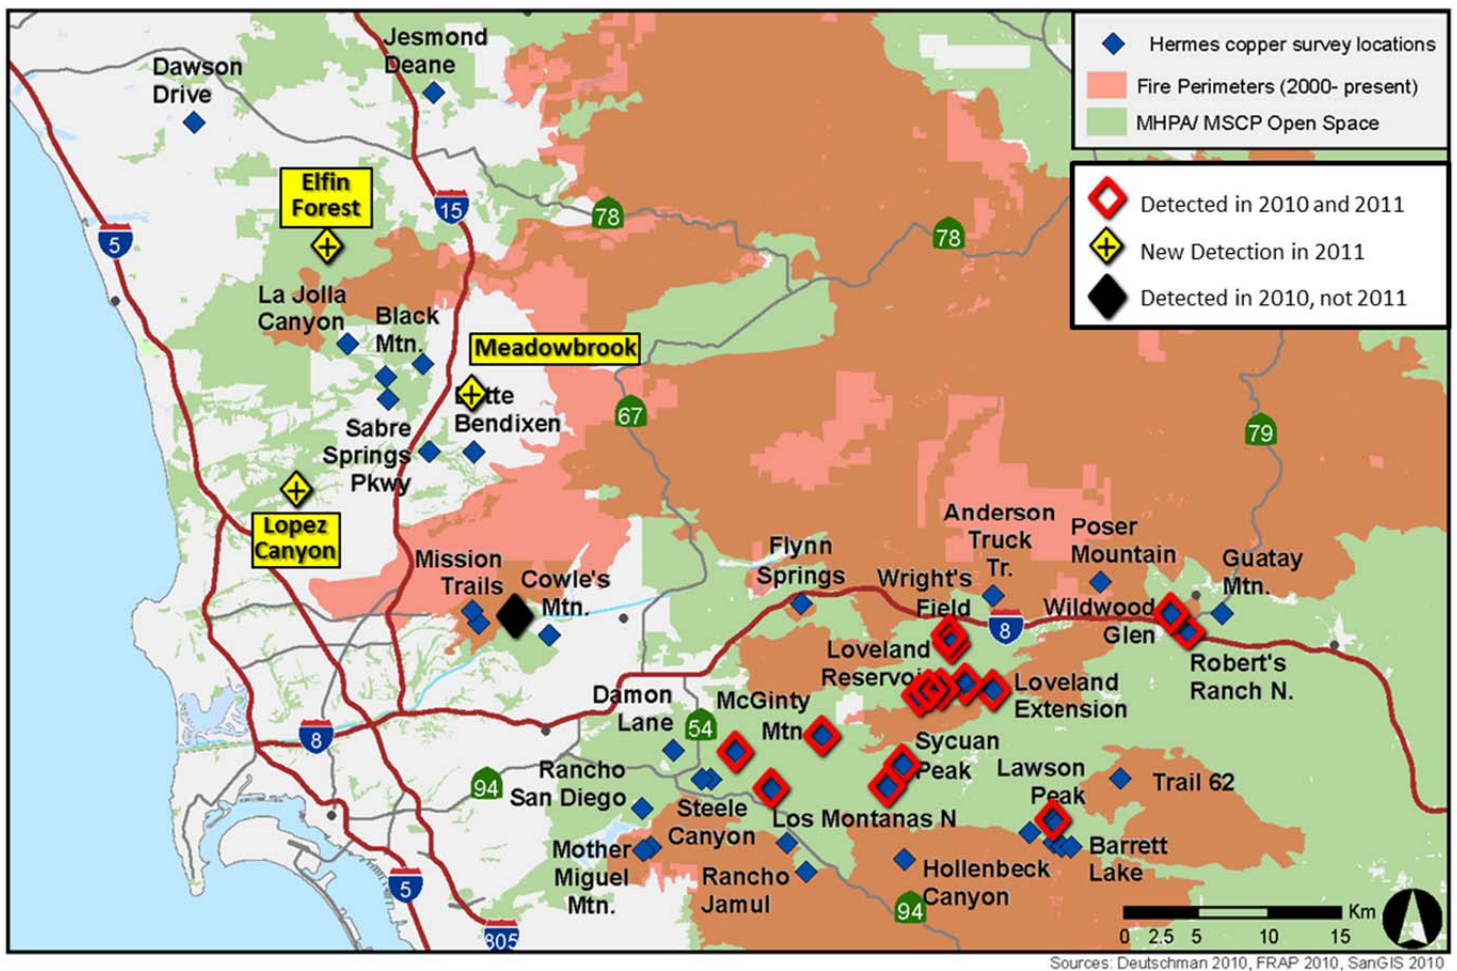 Jesmond
Deane
Dawson
Drive
Hermes copper survey locations
Fire Perimeters (2000- present)
MHPA/ MSCP Open Space
Detected in 2010 and 2011
New Detection in 2011
Detected in 2010, not 2011
Elfin
Forest
15
78
78
5
La Jolla
Canyon
Black
Mtn.
Meadowbrook
Bendixen
67
79
Sabre
Springs
Pkwy
Lopez
Canyon
Mission
Trails
Cowle's
Mtn.
Flynn
Springs
Wright's
Field
Anderson
Truck
Tr.
Poser
Mountain
Guatay
Mtn.
Wildwood
Glen
8
Robert's
Ranch N.
Loveland
Loveland
Extension
Damon
Lane
McGinty
Mtn.
54
8
Sycuan
Peak
Lawson
Peak
Trail 62
94
Rancho
San Diego
Steele
Canyon
Los Montanas N
Mother
Miguel
Mtn.
Rancho
Jamul
Hollenbeck
Canyon
Barrett
Lake
5
94
805
Km
0 2.5 5 10 15
Sources: Deutschman 2010, FRAP 2010, SanGIS 2010